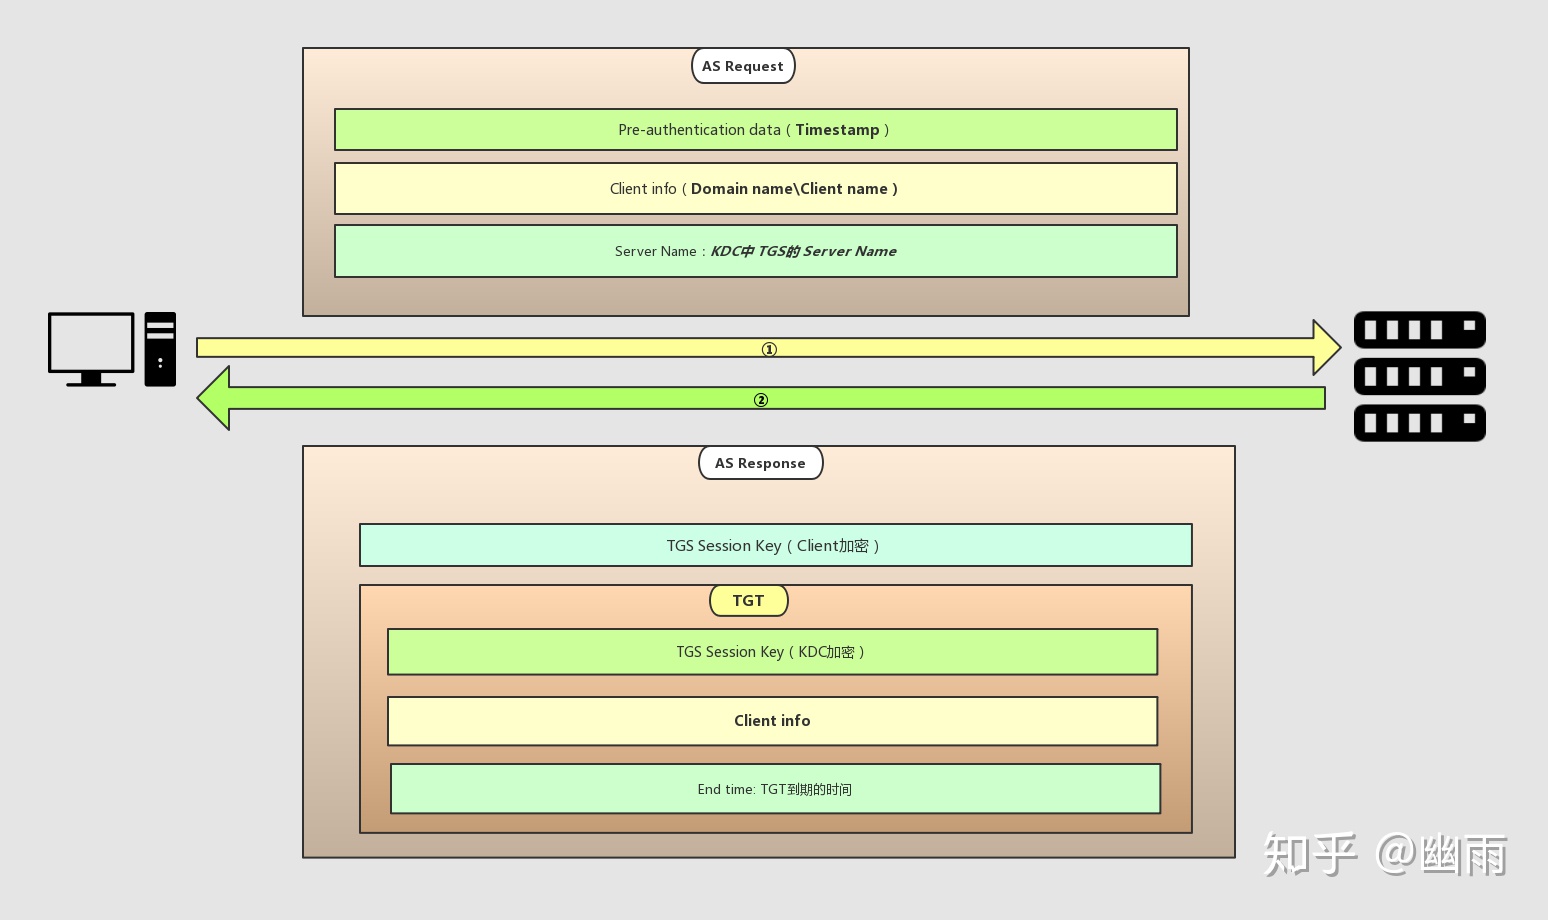 AS Request
Pre-authentication data ( Timestamp )
Client info ( Domain name\Client name )
Server Name : KDC中 TGS的 Server Name
①
②
AS Response
TGS Session Key ( Client加密 )
TGT
TGS Session Key ( KDC加密 )
Client info
End time: TGT到期的时间
知乎 @幽雨